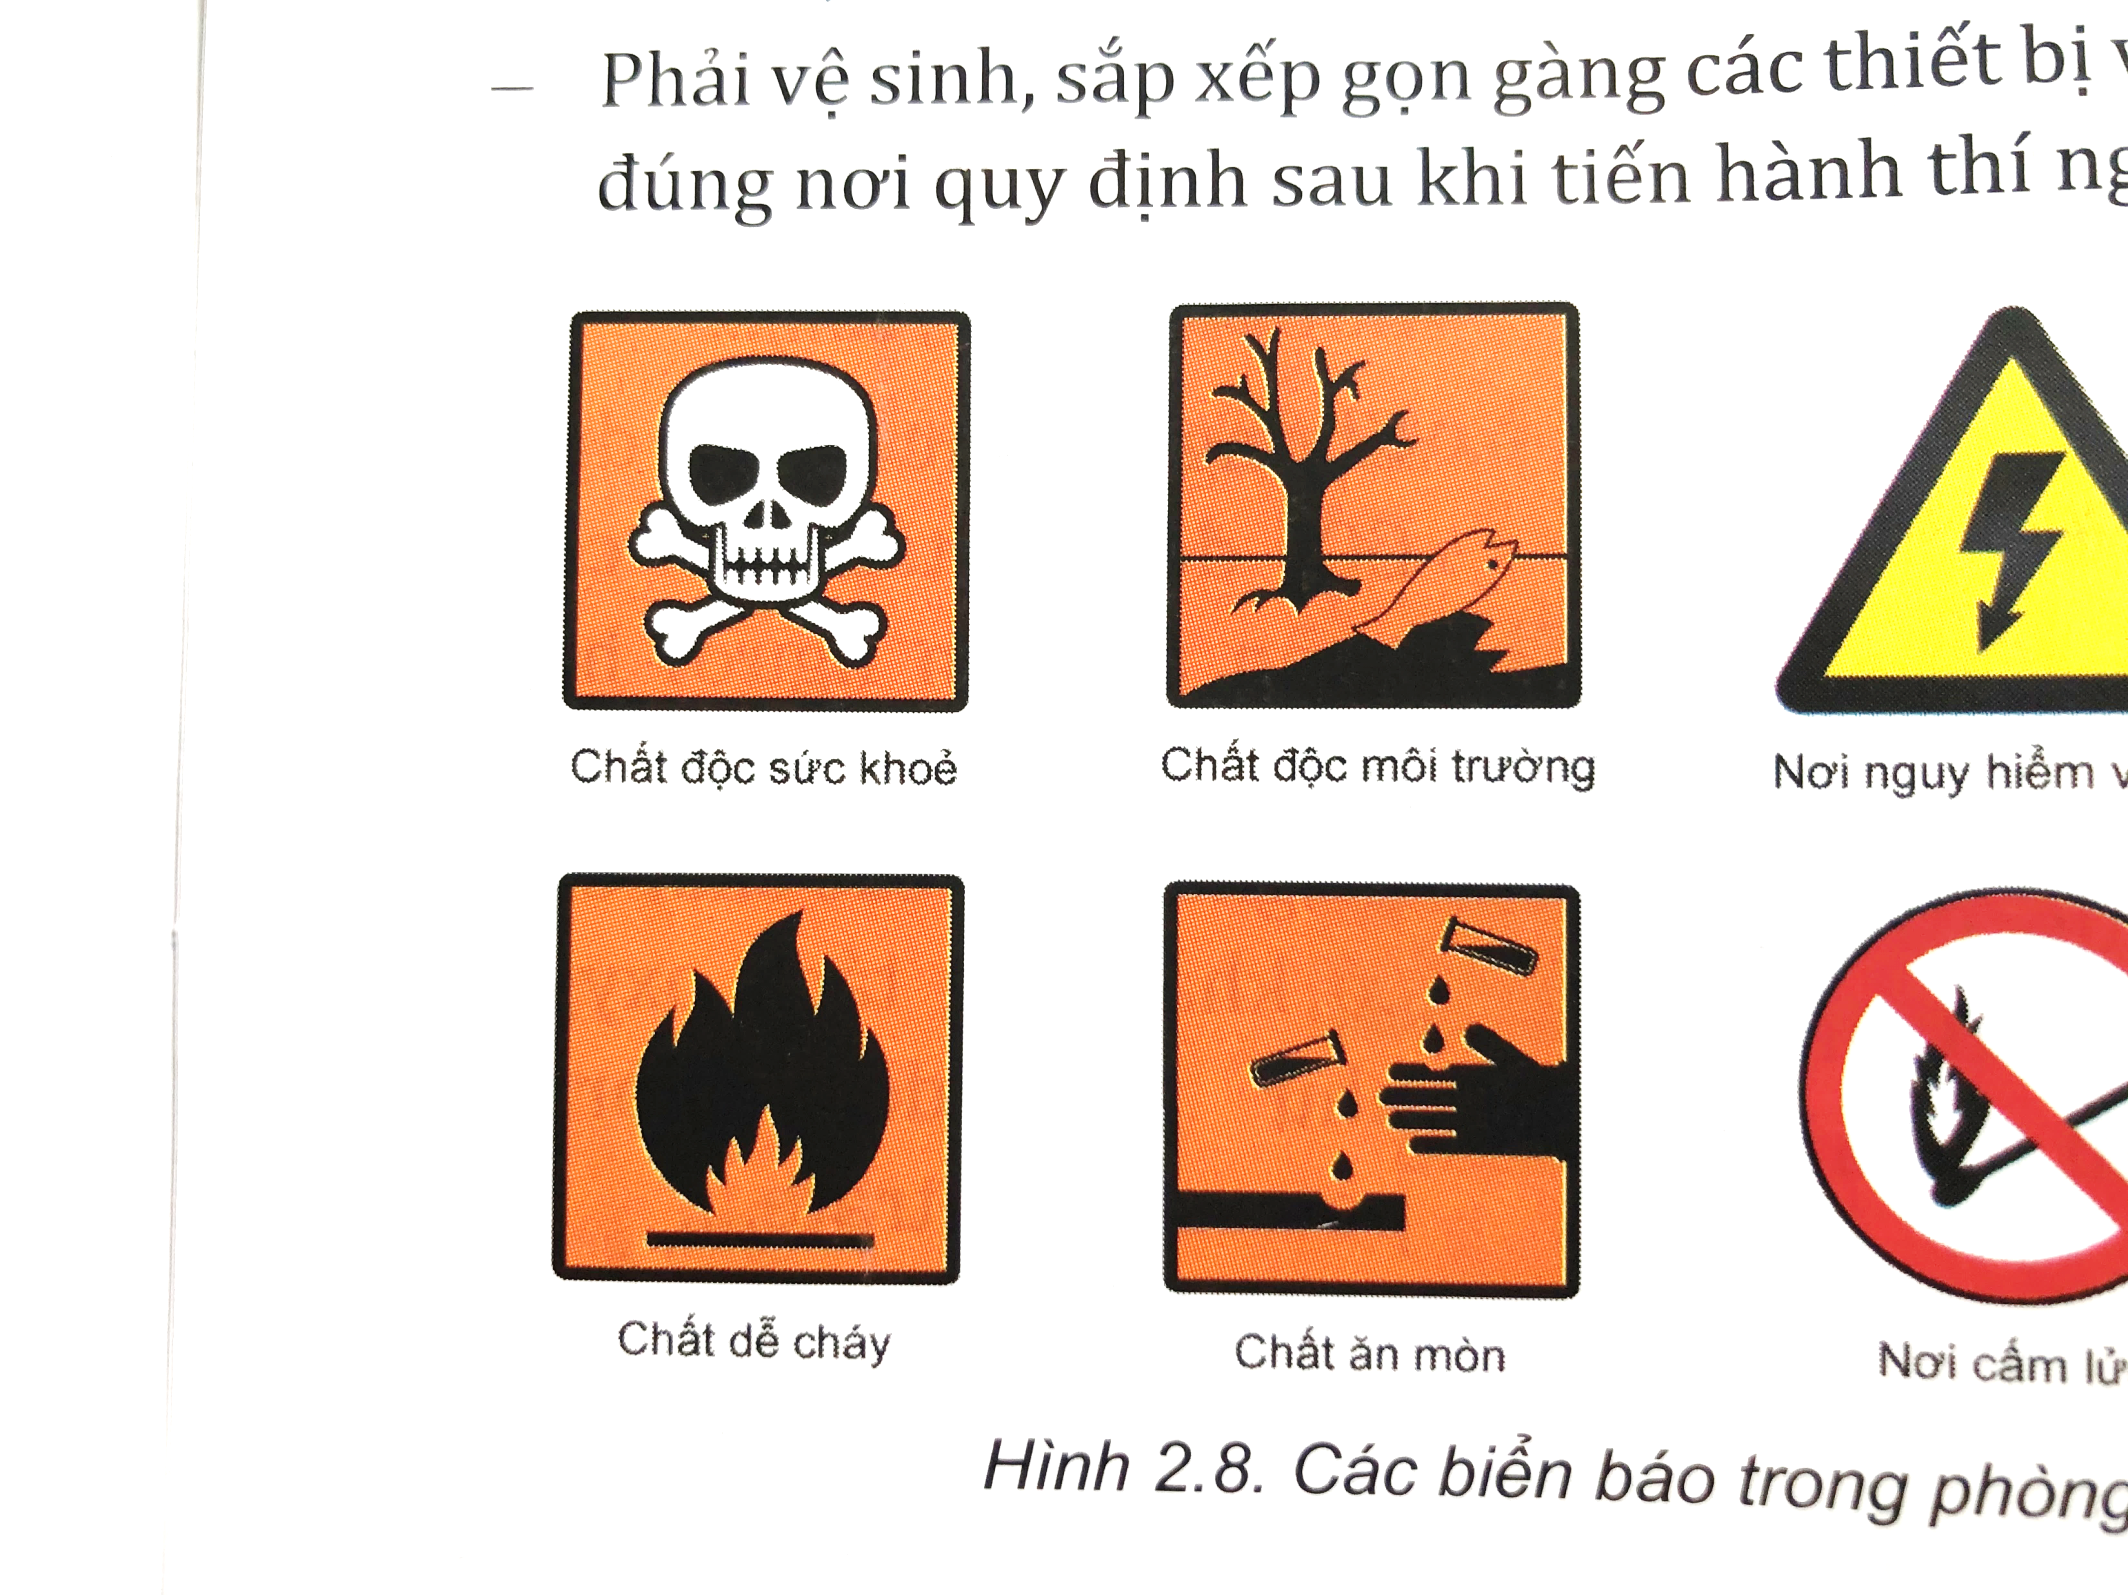 – Phải vệ sinh, sắp xếp gọn gàng các thiết bị
đúng nơi quy định sau khi tiến hành thí
Chất độc sức khoẻ
Chất độc môi trường
Nơi nguy hiểm
Chất dễ cháy
Chất ăn mòn
Nơi cấm
Hình 2.8. Các biển báo trong phòng